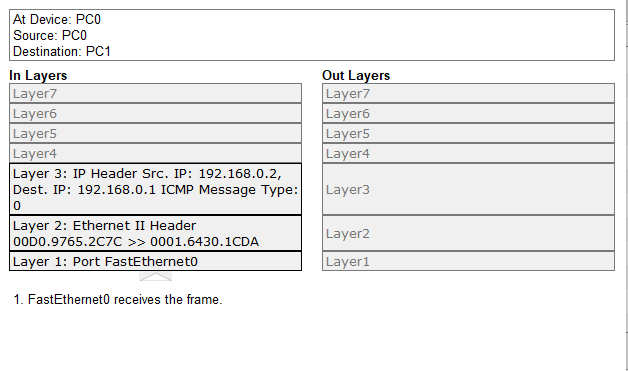 At Device: PC0
Source: PC0
Destination: PC1
In Layers
Layer7
Layer6
Layer5
Layer4
Layer 3: IP Header Src. IP: 192.168.0.2,
Dest. IP: 192.168.0.1 ICMP Message Type:
0
Layer 2: Ethernet II Header
00D0.9765.2C7C >> 0001.6430.1CDA
Layer 1: Port FastEthernet0
Out Layers
Layer7
Layer6
Layer5
Layer4
Layer3
Layer2
Layer1
1. FastEthernet0 receives the frame.